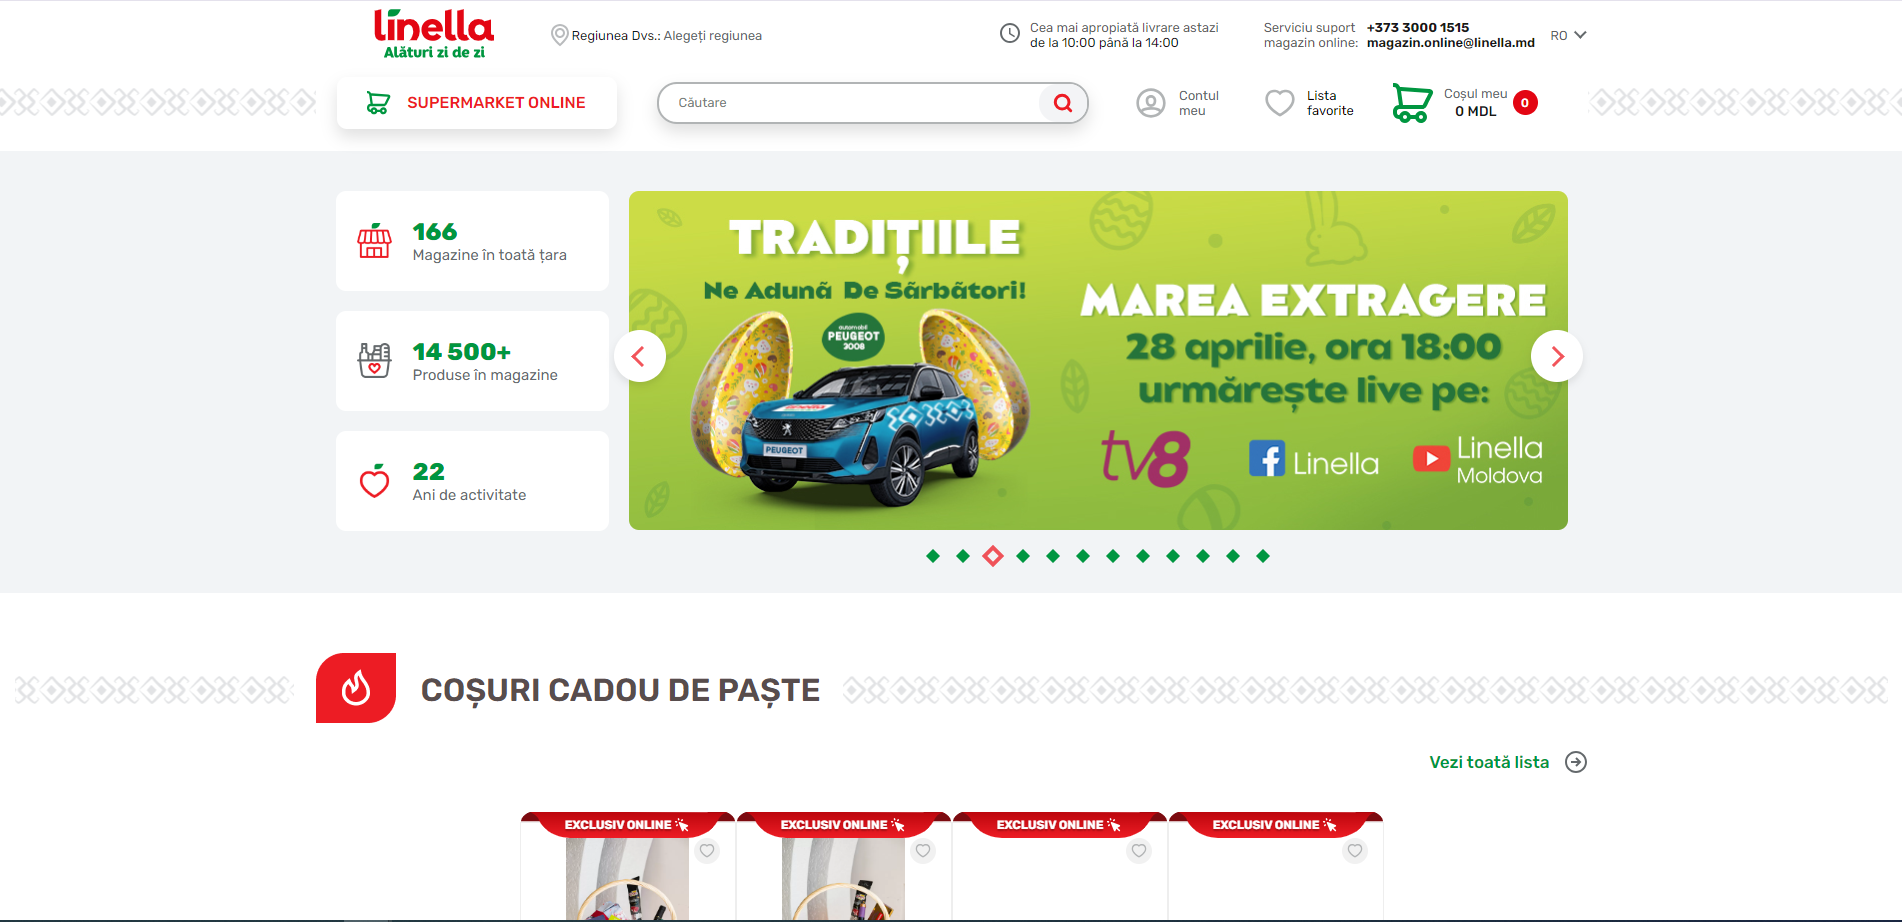 linella
Alături zi de zi
Regiunea Dvs.: Alegeți regiunea
Cea mai apropiată livrare astazi
de la 10:00 până la 14:00
Serviciu suport
magazin online:
+373 3000 1515
magazin.online@linella.md
RO
SUPERMARKET ONLINE
Căutare
Contul
meu
Lista
favorite
Coșul meu
0 MDL
0
166
Magazine în toată țara
14 500+
Produse în magazine
22
Ani de activitate
TRADIȚIILE
Ne Adună De Sărbători!
automobil
PEUGEOT
3008
PEUGEOT
MAREA EXTRAGERE
28 aprilie, ora 18:00
urmărește live pe:
tv8
Linella
Linella
Moldova
COȘURI CADOU DE PAȘTE
Vezi toată lista
EXCLUSIV ONLINE
EXCLUSIV ONLINE
EXCLUSIV ONLINE
EXCLUSIV ONLINE